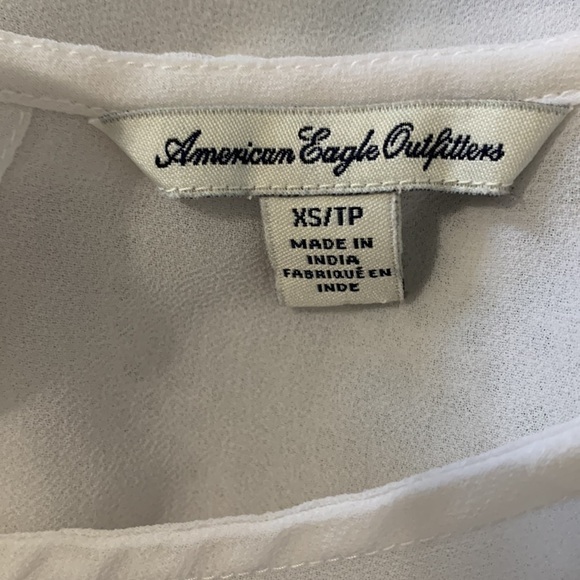 American Eagle Outfitters
XS/TP
MADE IN
INDIA
FABRIQUÉ EN
INDE